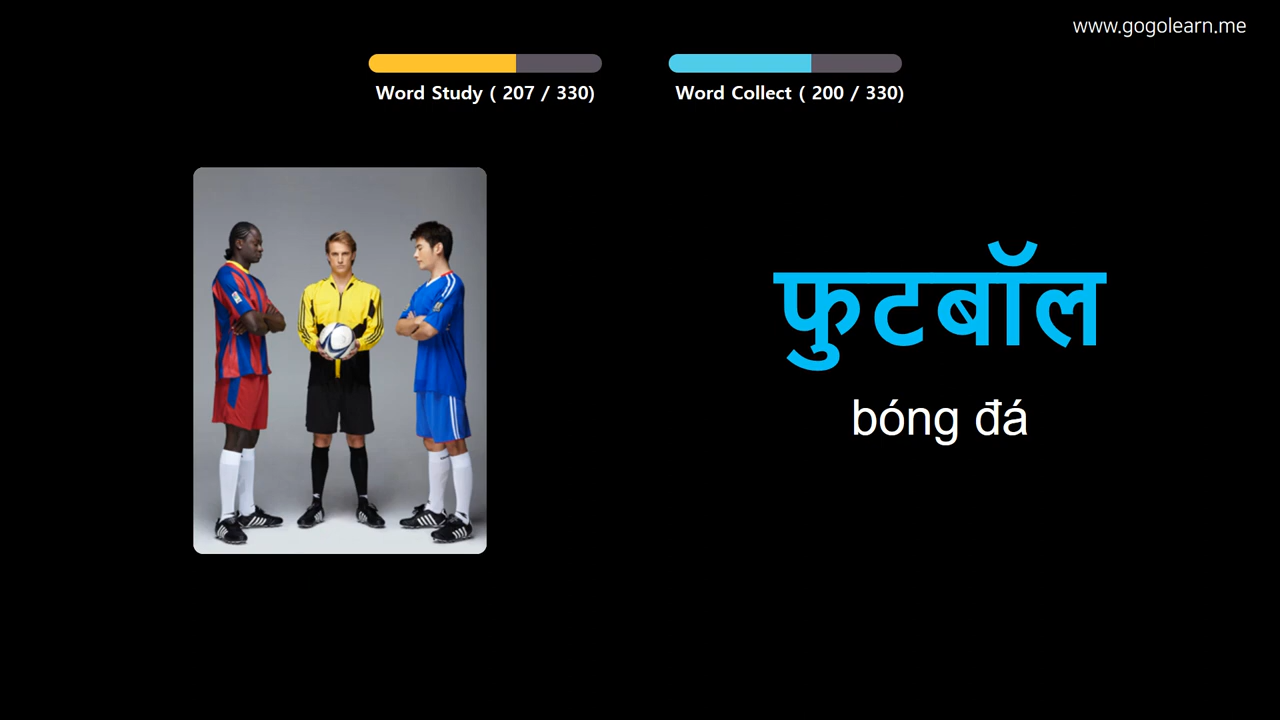 www.gogolearn.me
Word Study ( 207 / 330)
Word Collect ( 200 / 330)
फुटबॉल
bóng đá